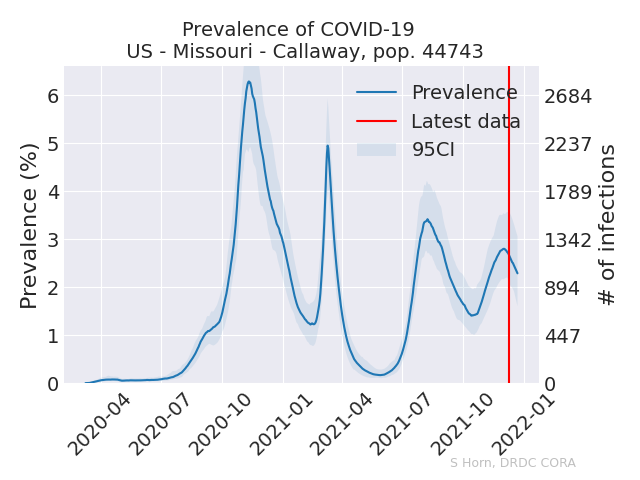 Prevalence of COVID-19
US - Missouri - Callaway, pop. 44743
Prevalence (%)
6
5
4
3
2
1
0
Prevalence
Latest data
95CI
2684
2237
1789
1342
894
447
0
# of infections
2020-04
2020-07
2020-10
2021-01
2021-04
2021-07
2021-10
2022-01
S Horn, DRDC CORA